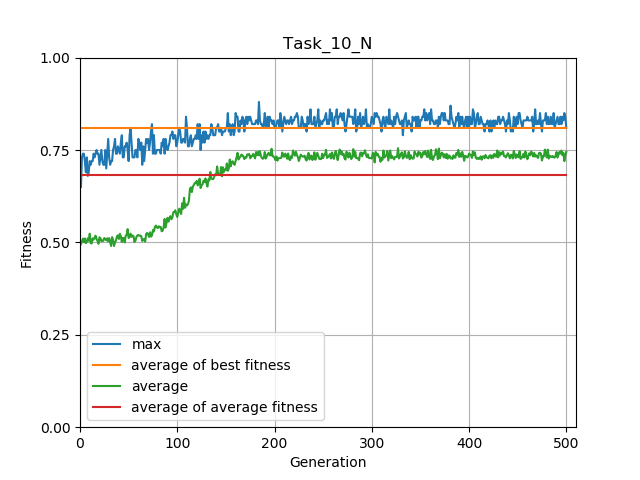 Task_10_N
1.00
0.75
0.50
0.25
0.00
Fitness
max
average of best fitness
average
average of average fitness
0 100 200 300 400 500
Generation